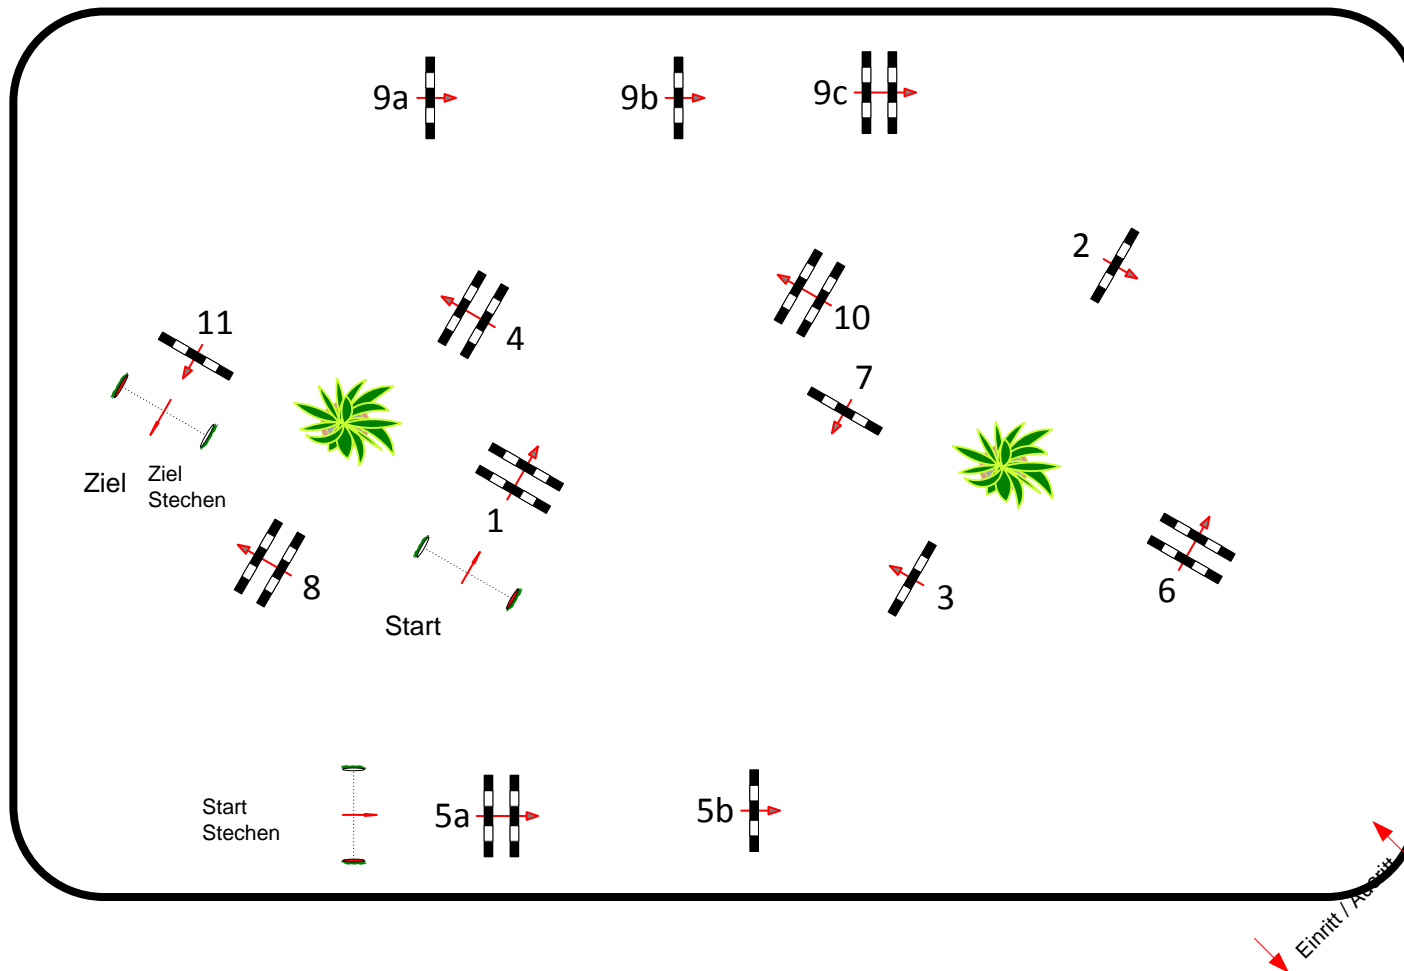 9a
9b
9c
2
10
11
4
7
Ziel
Ziel
Stechen
1
8
3
6
Start
Start
Stechen
5a
5b
Einritt / Ausritt